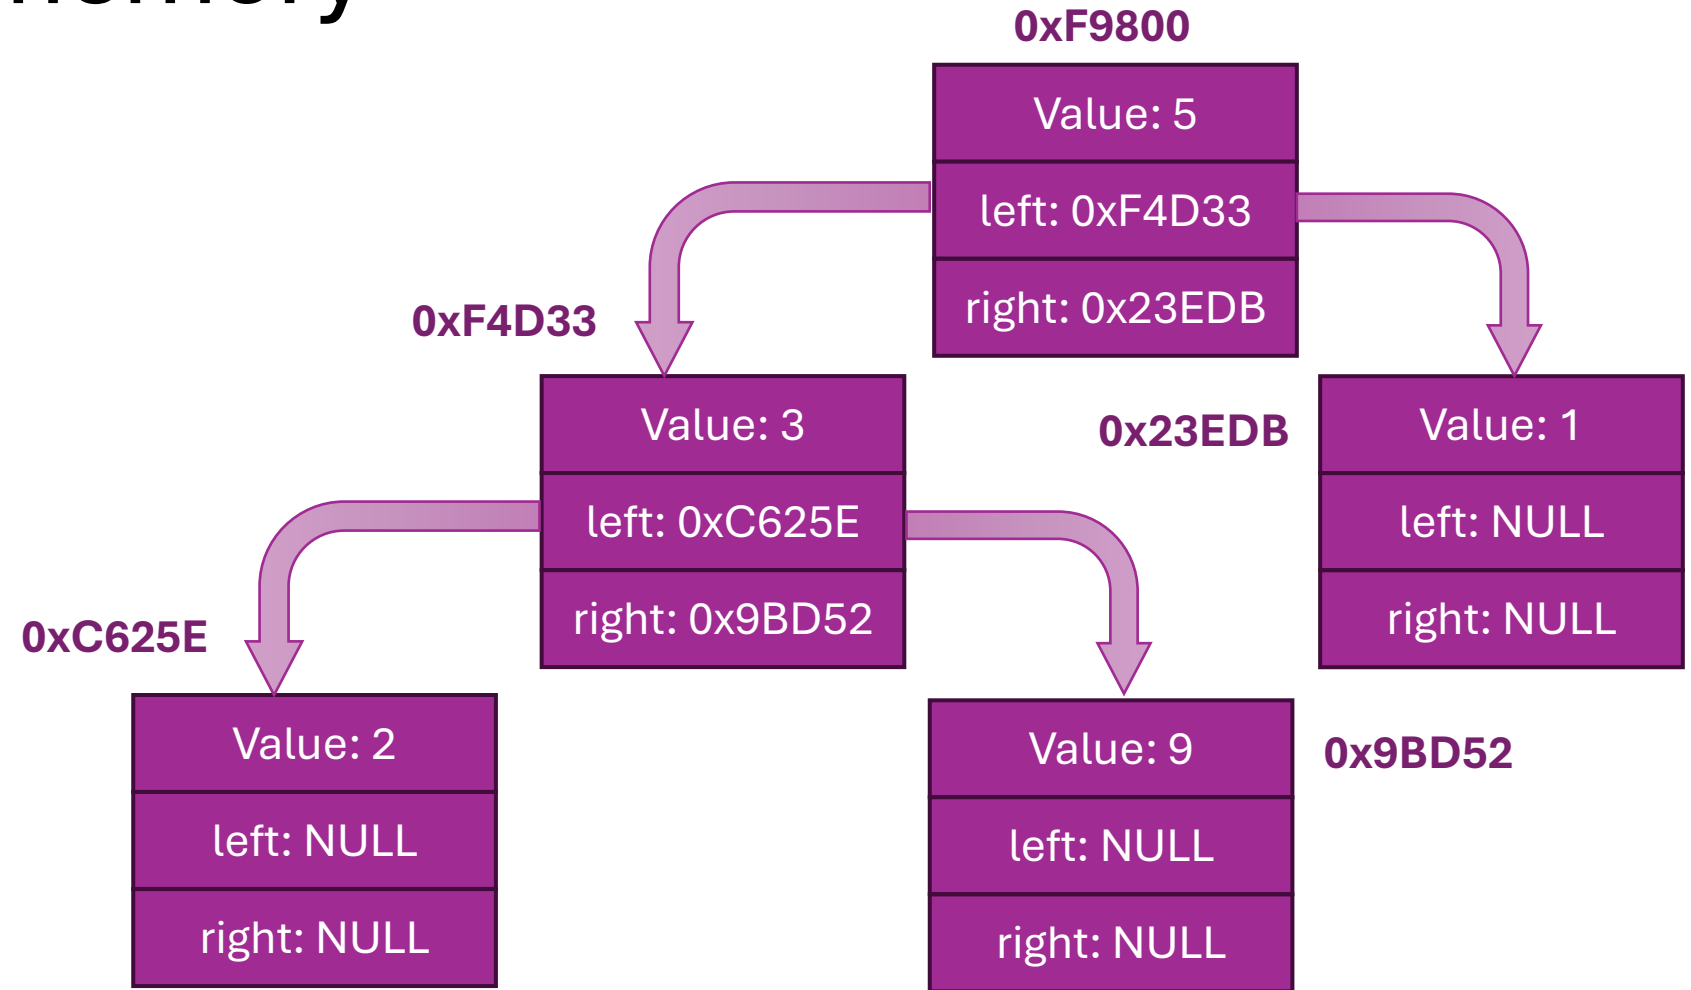 0xF9800
Value: 5
left: 0xF4D33
right: 0x23EDB
0xF4D33
Value: 3
left: 0xC625E
right: 0x9BD52
0x23EDB
Value: 1
left: NULL
right: NULL
0xC625E
Value: 2
left: NULL
right: NULL
Value: 9
left: NULL
right: NULL
0x9BD52